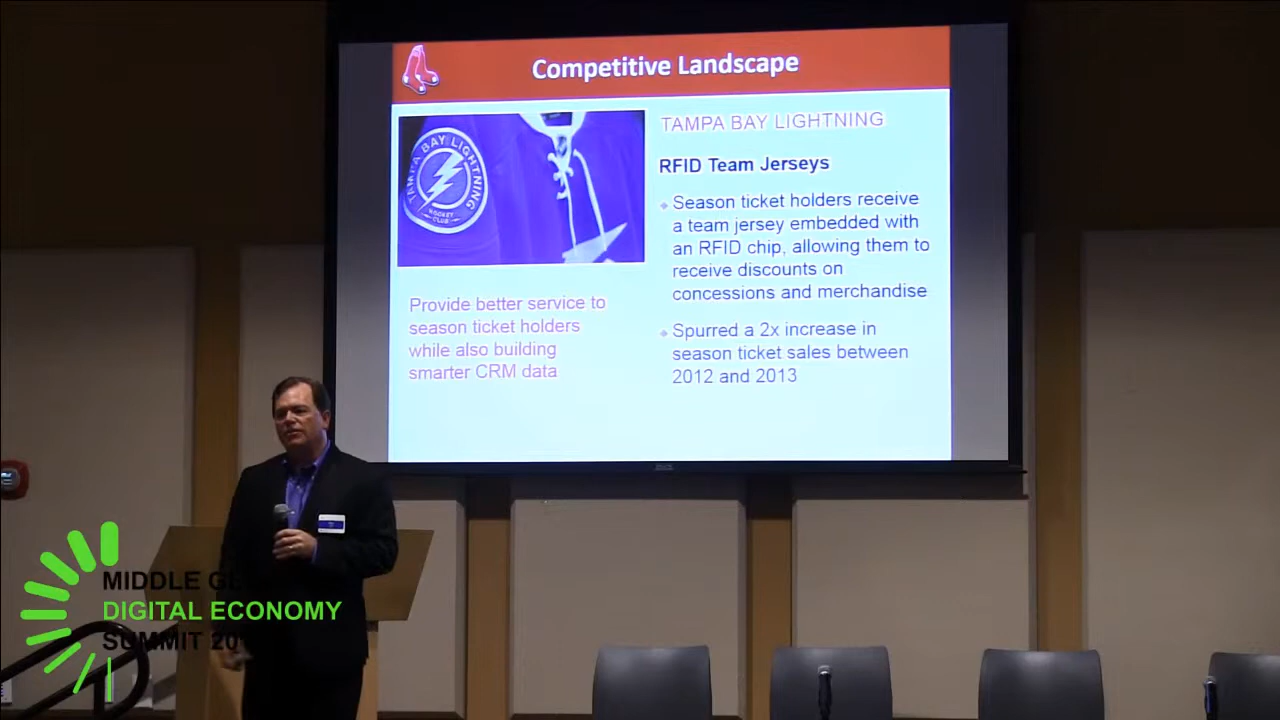 Competitive Landscape
TAMPA BAY LIGHTNING
HOCKEY
CLUB
TAMPA BAY LIGHTNING
RFID Team Jerseys
Season ticket holders receive
a team jersey embedded with
an RFID chip, allowing them to
receive discounts on
concessions and merchandise
Spurred a 2x increase in
season ticket sales between
2012 and 2013
Provide better service to
season ticket holders
while also building
smarter CRM data
MIDDLE
DIGITAL ECONOMY
SUMMIT